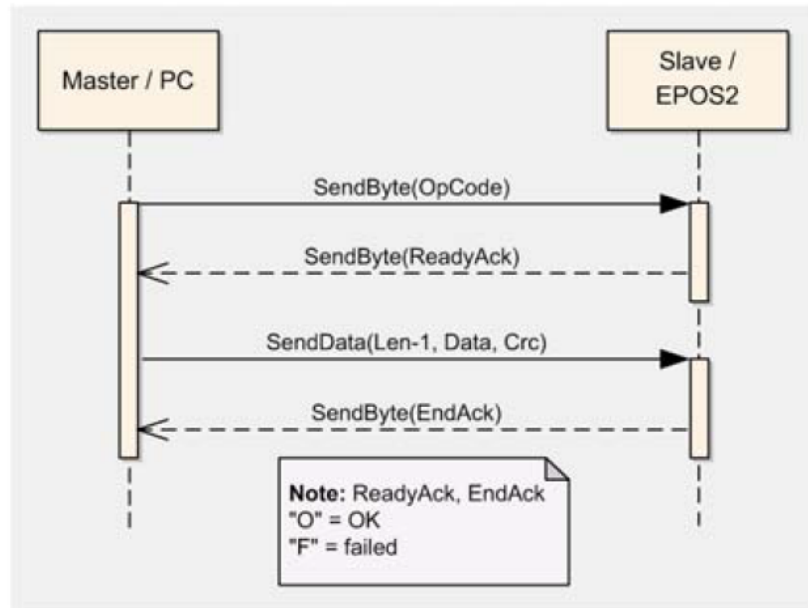 Master / PC
Slave /
EPOS2
SendByte(OpCode)
SendByte(ReadyAck)
SendData(Len-1, Data, Crc)
SendByte(EndAck)
Note: ReadyAck, EndAck
"O" = OK
"F" = failed